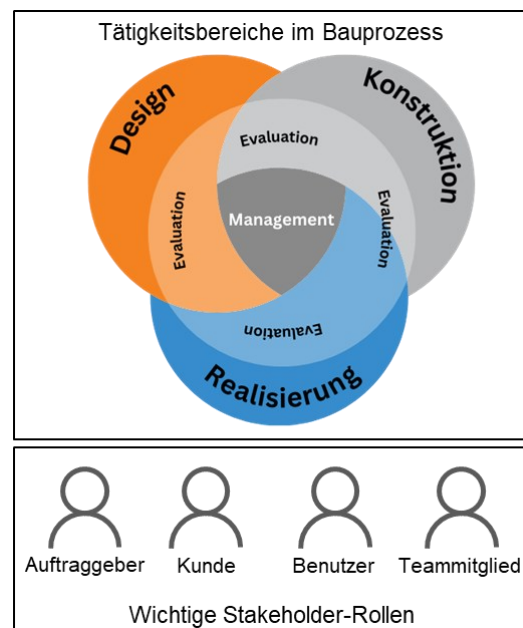 Tätigkeitsbereiche im Bauprozess
Design
Konstruktion
Evaluation
Evaluation
Evaluation
Management
Evaluation
Realisierung
Auftraggeber
Kunde
Benutzer
Teammitglied
Wichtige Stakeholder-Rollen